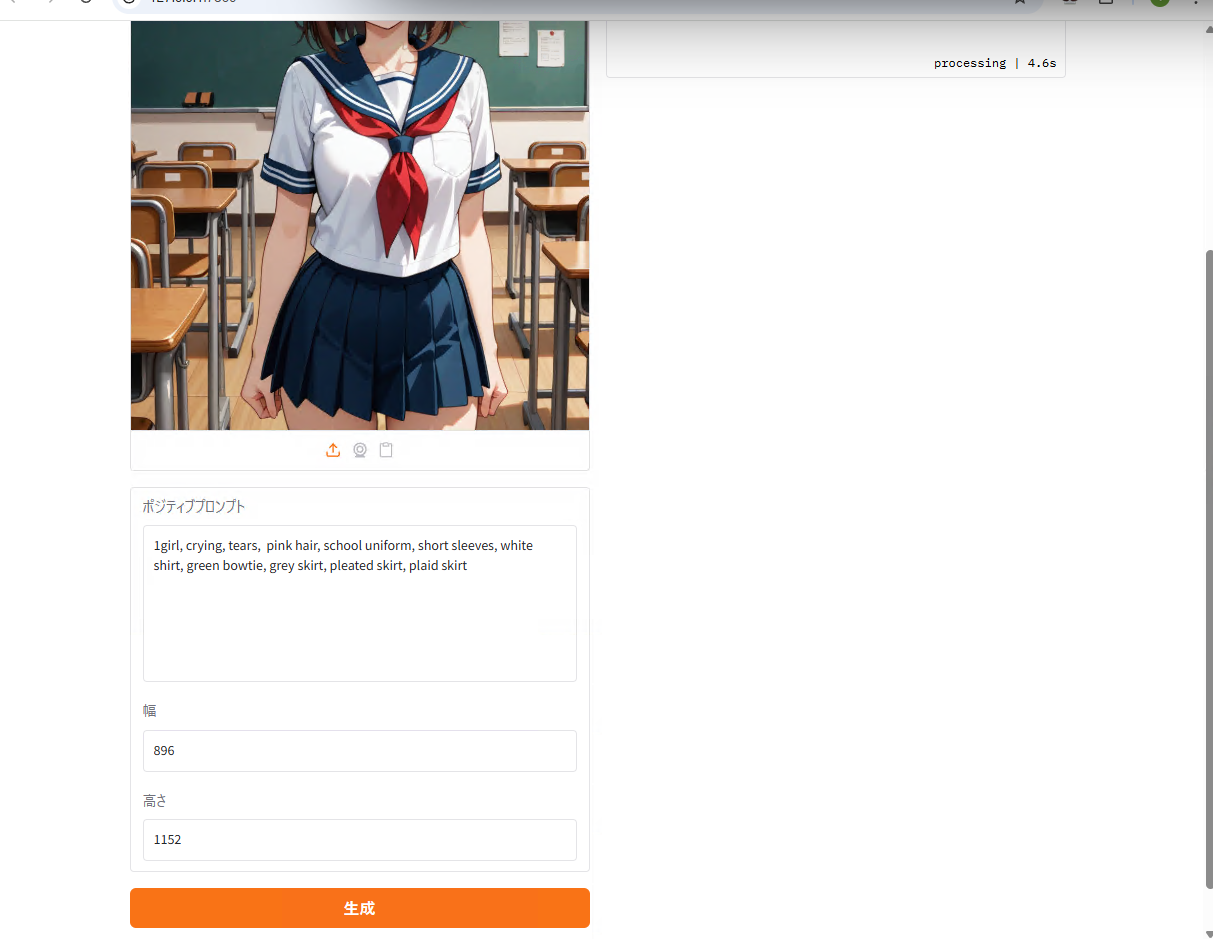 processing | 4.6s
ポジティブプロンプト
1girl, crying, tears,  pink hair, school uniform, short sleeves, white
shirt, green bowtie, grey skirt, pleated skirt, plaid skirt
幅
896
高さ
1152
生成